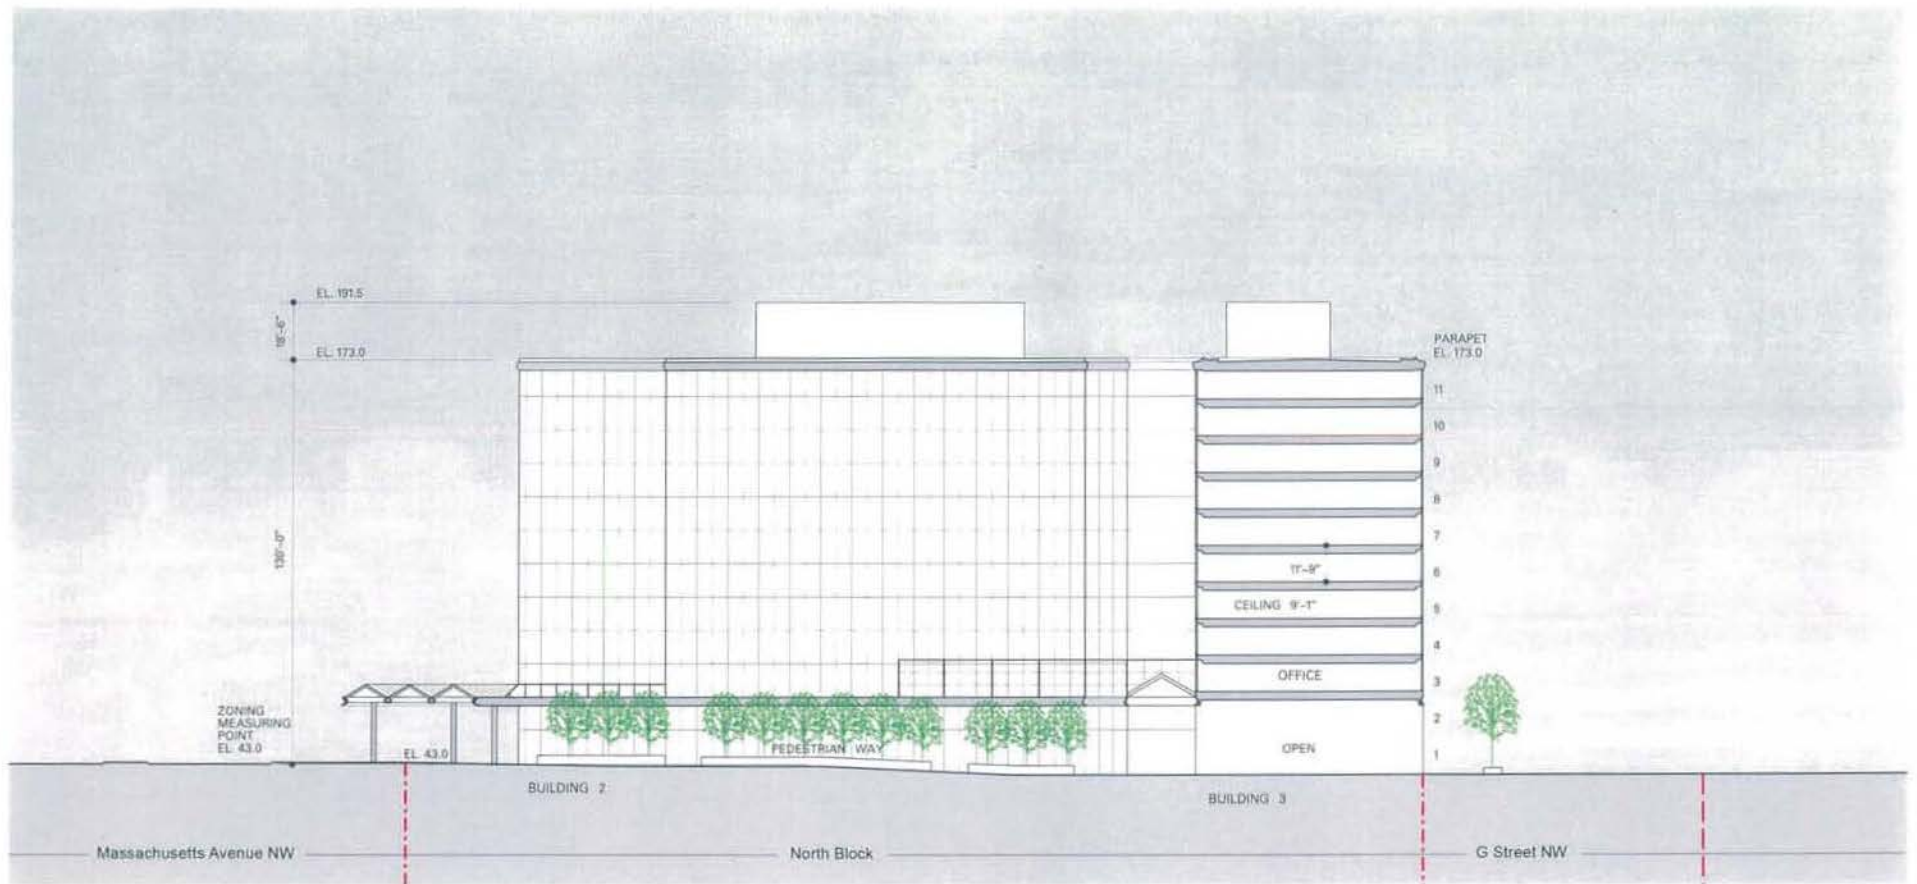 EL. 191.5
18'-6"
EL. 173.0
PARAPET
EL. 173.0
11
10
9
8
7
130'-0"
11'-9"
6
CEILING 9'-1"
5
4
OFFICE
3
ZONING
MEASURING
POINT
EL. 43.0
2
EL. 43.0
PEDESTRIAN WAY
OPEN
1
BUILDING 2
BUILDING 3
Massachusetts Avenue NW
North Block
G Street NW